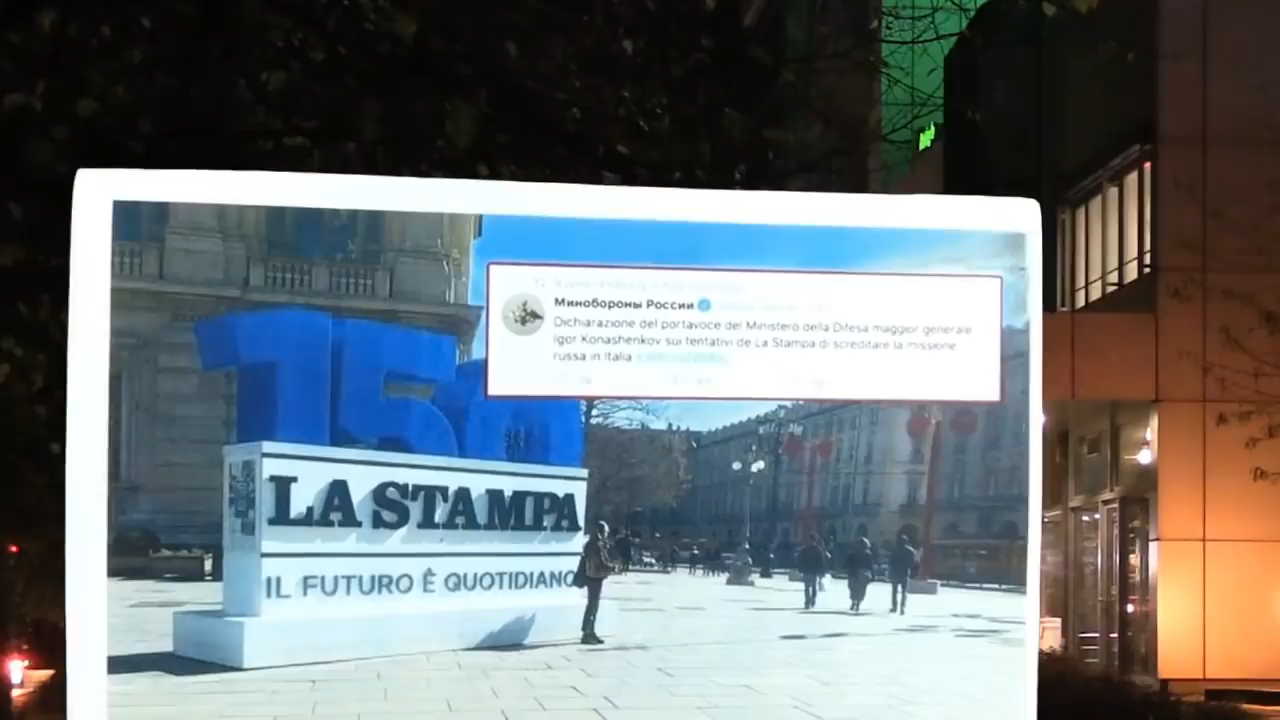 Минобороны России
Dichiarazione del portavoce del Ministero della Difesa maggior generale
Igor Konashenkov sui tentativi de La Stampa di screditare la missione
russa in Italia
150
LA STAMPA
IL FUTURO È QUOTIDIANO